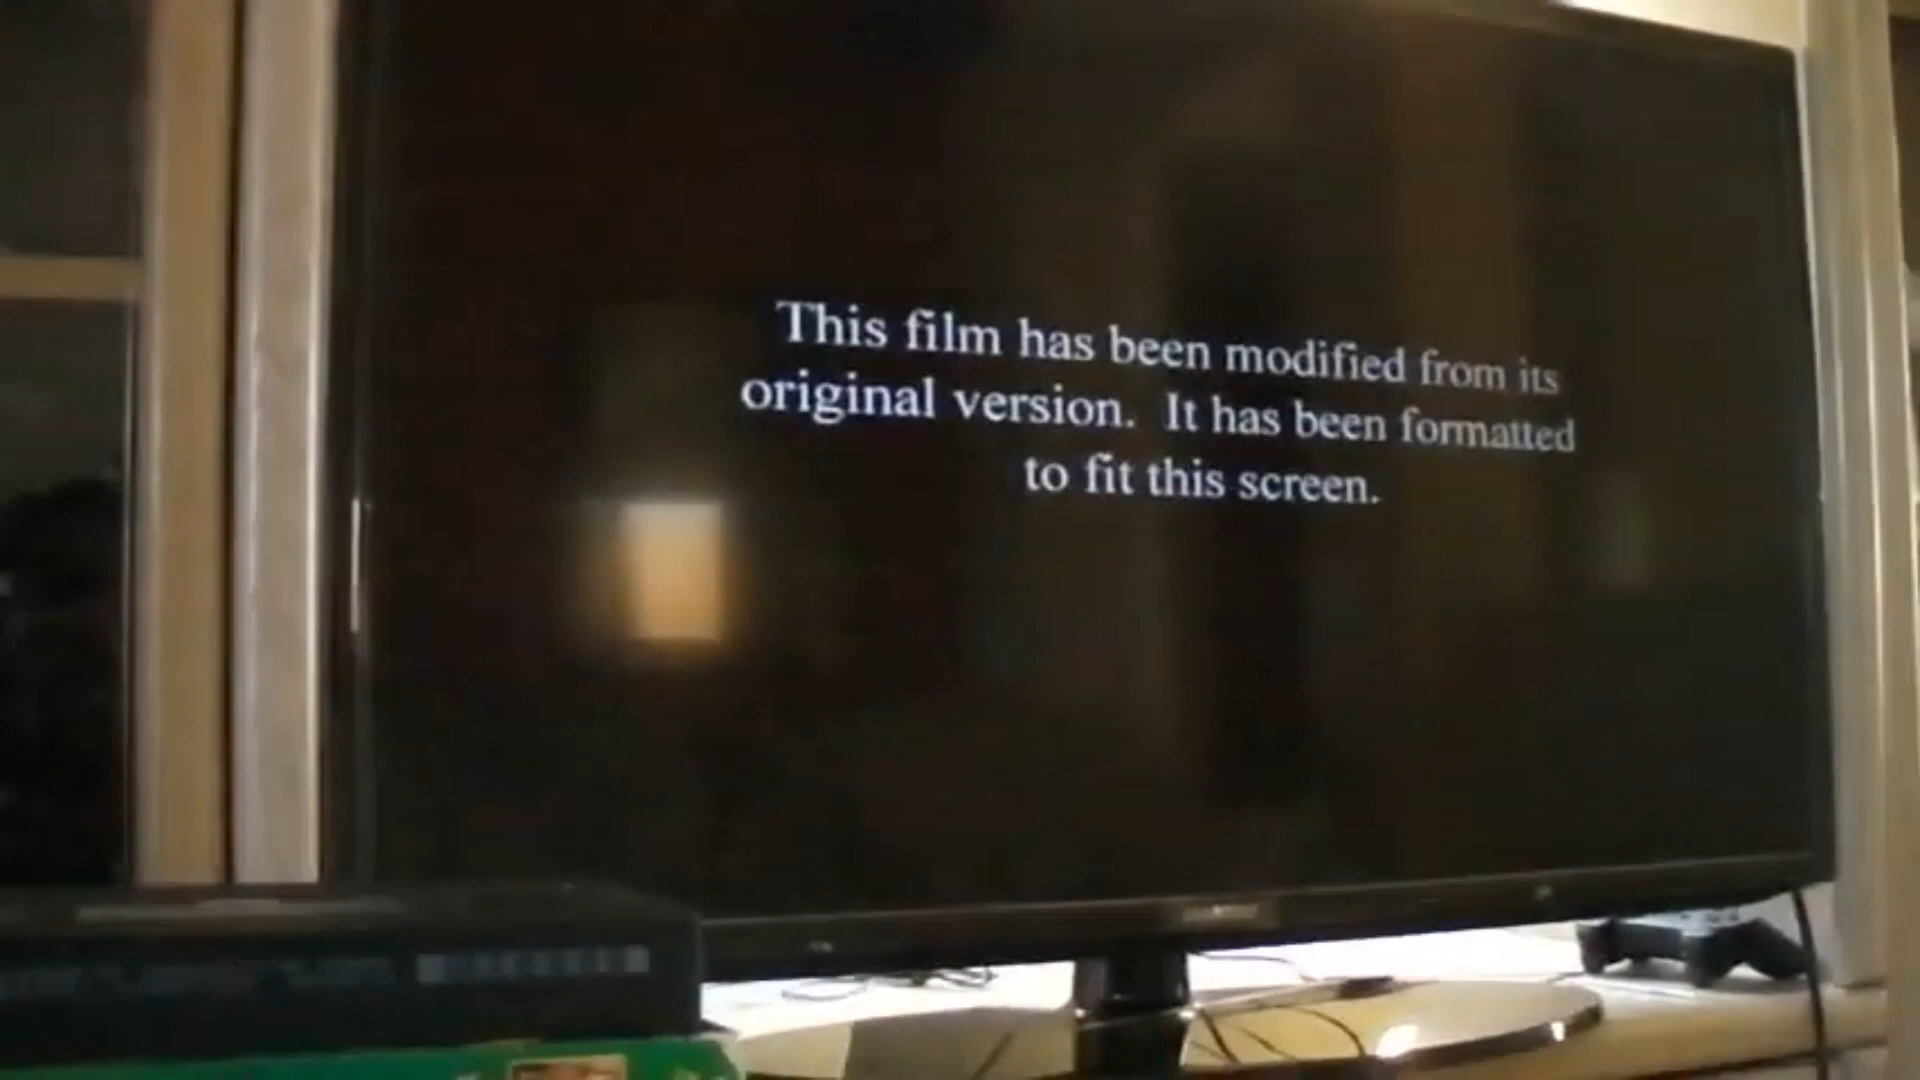 This film has been modified from its
original version. It has been formatted
to fit this screen.